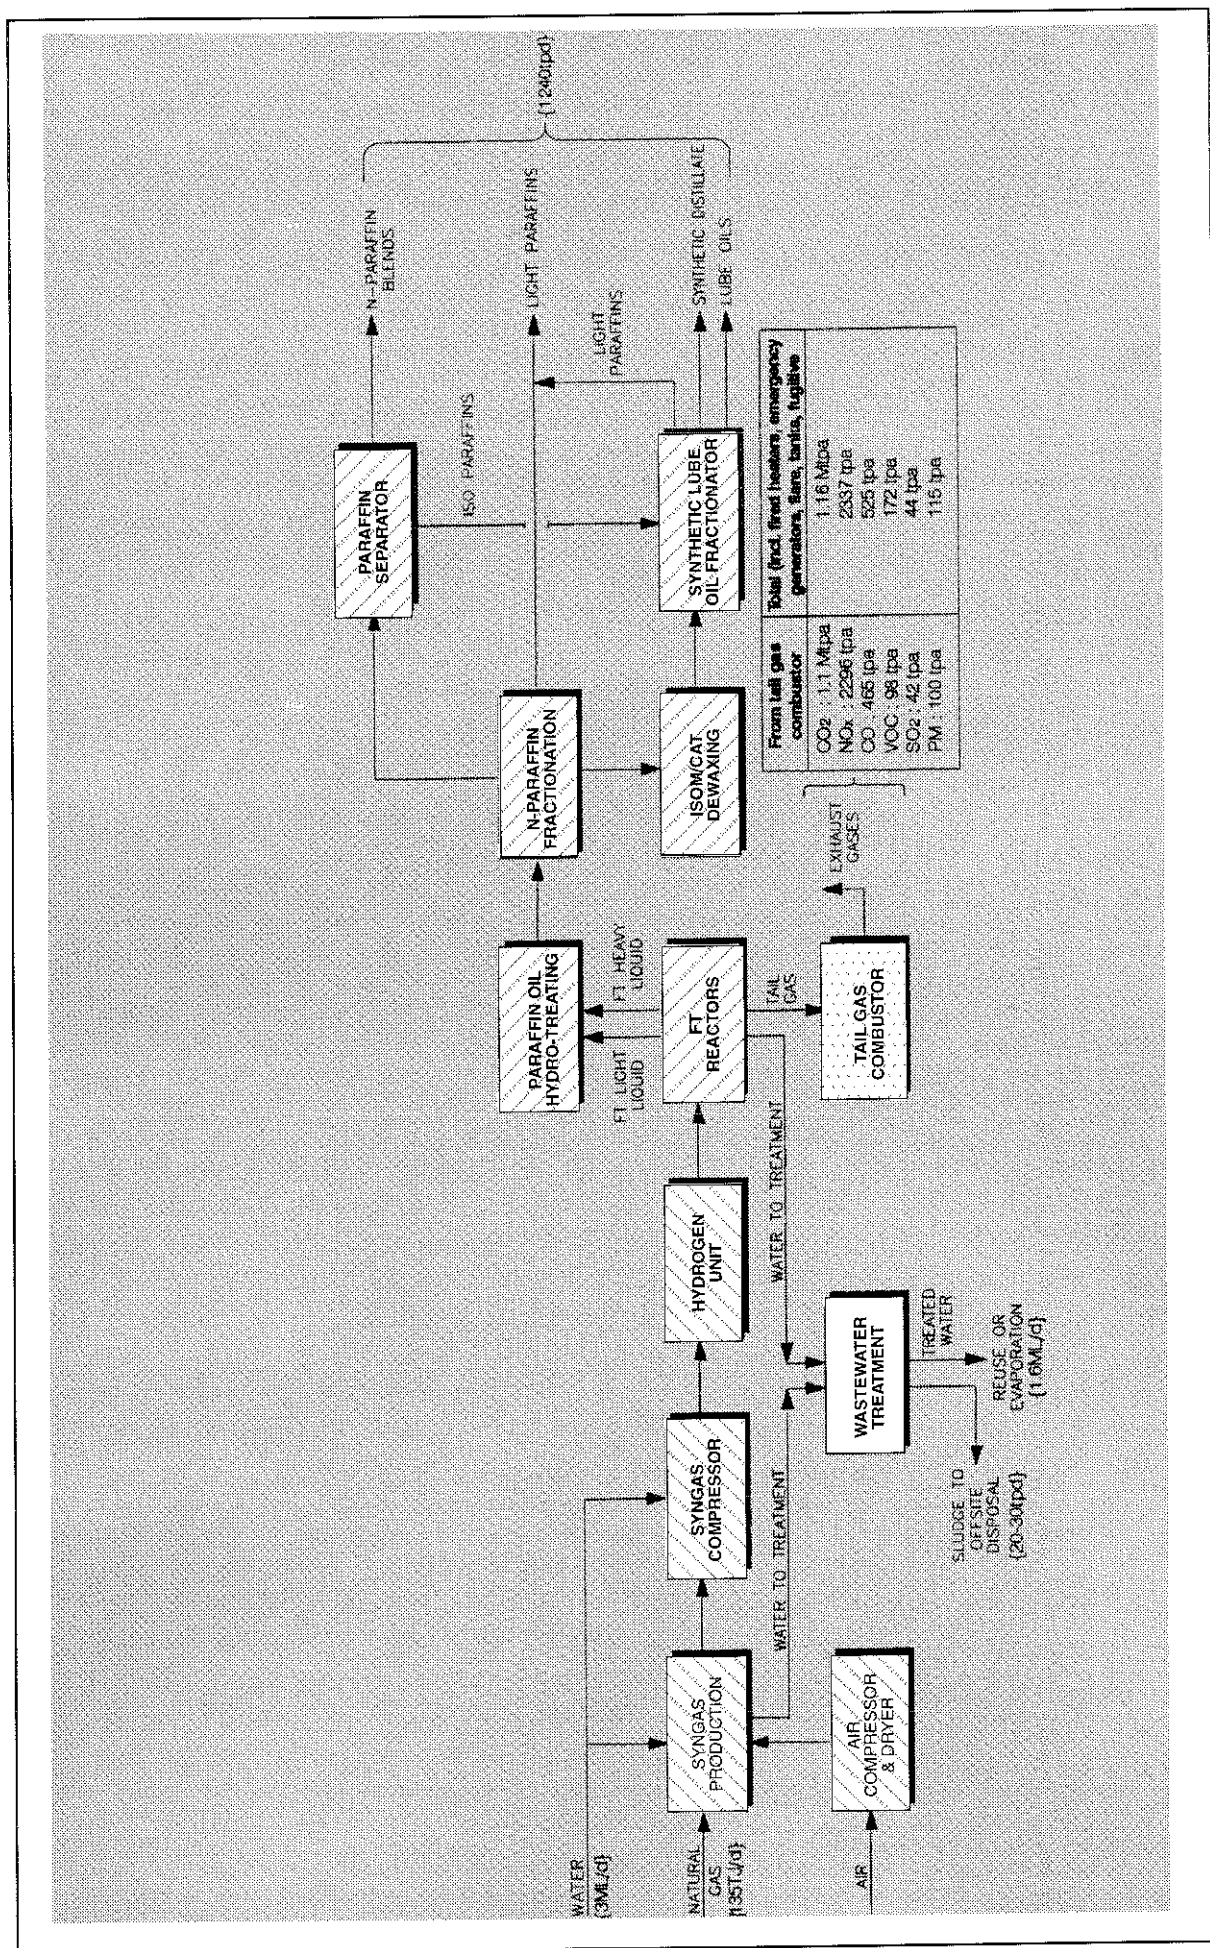 WATER
{3ML/d}
NATURAL
GAS
{135TJ/d}
AIR
SYNGAS
PRODUCTION
AIR
COMPRESSOR
& DRYER
SYNGAS
COMPRESSOR
HYDROGEN
UNIT
WATER TO TREATMENT
WATER TO TREATMENT
WASTEWATER
TREATMENT
SLUDGE TO
OFFSITE
DISPOSAL
{20-30tpd}
TREATED
WATER
REUSE OR
EVAPORATION
{1.6ML/d}
FT
REACTORS
FT LIGHT
LIQUID
FT HEAVY
LIQUID
TAIL
GAS
TAIL GAS
COMBUSTOR
EXHAUST
GASES
PARAFFIN OIL
HYDRO-TREATING
N-PARAFFIN
FRACTIONATION
ISOM/CAT
DEWAXING
PARAFFIN
SEPARATOR
ISO PARAFFINS
SYNTHETIC LUBE
OIL FRACTIONATOR
LIGHT
PARAFFINS
N-PARAFFIN
BLENDS
LIGHT PARAFFINS
SYNTHETIC DISTILLATE
LUBE OILS
{1240tpd}
From tail gas
combustor
Total (incl. fired heaters, emergency
generators, flare, tanks, fugitive
CO2 : 1.1 Mtpa 1.16 Mtpa
NOx : 2296 tpa 2337 tpa
CO : 465 tpa 525 tpa
VOC : 98 tpa 172 tpa
SO2 : 42 tpa 44 tpa
PM : 100 tpa 115 tpa